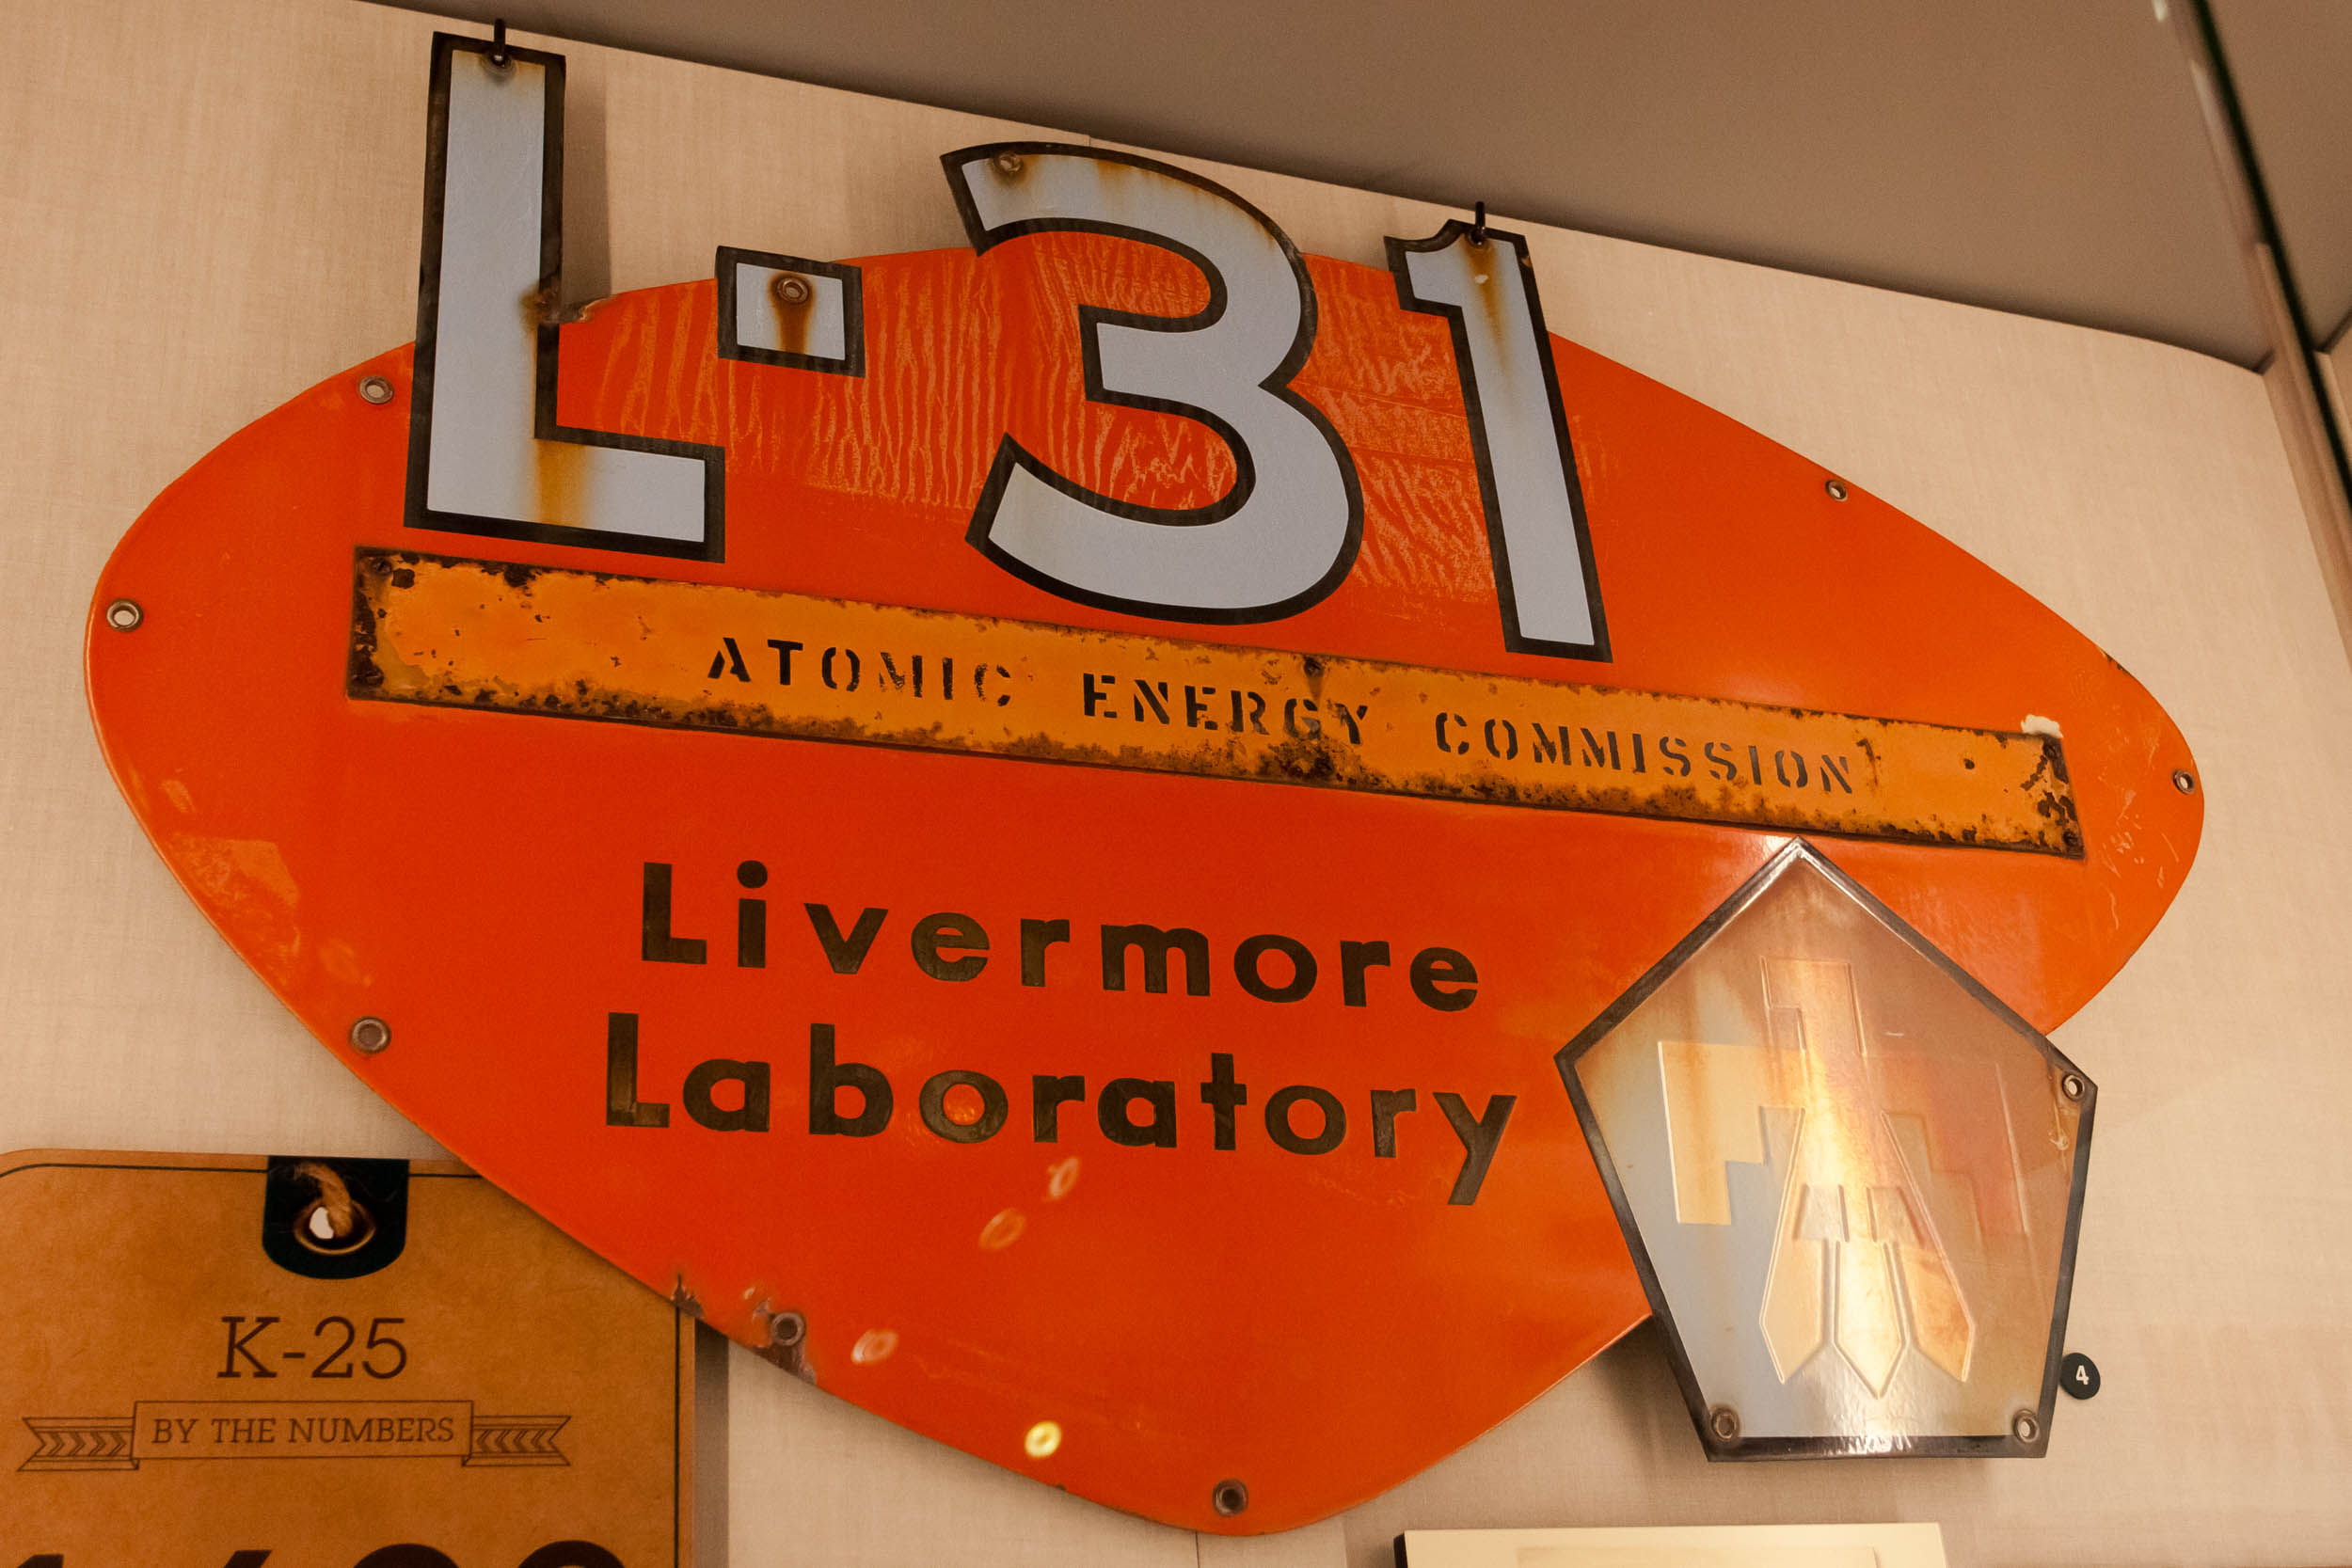 L-31
ATOMIC ENERGY COMMISSION
Livermore
Laboratory
4
K-25
BY THE NUMBERS